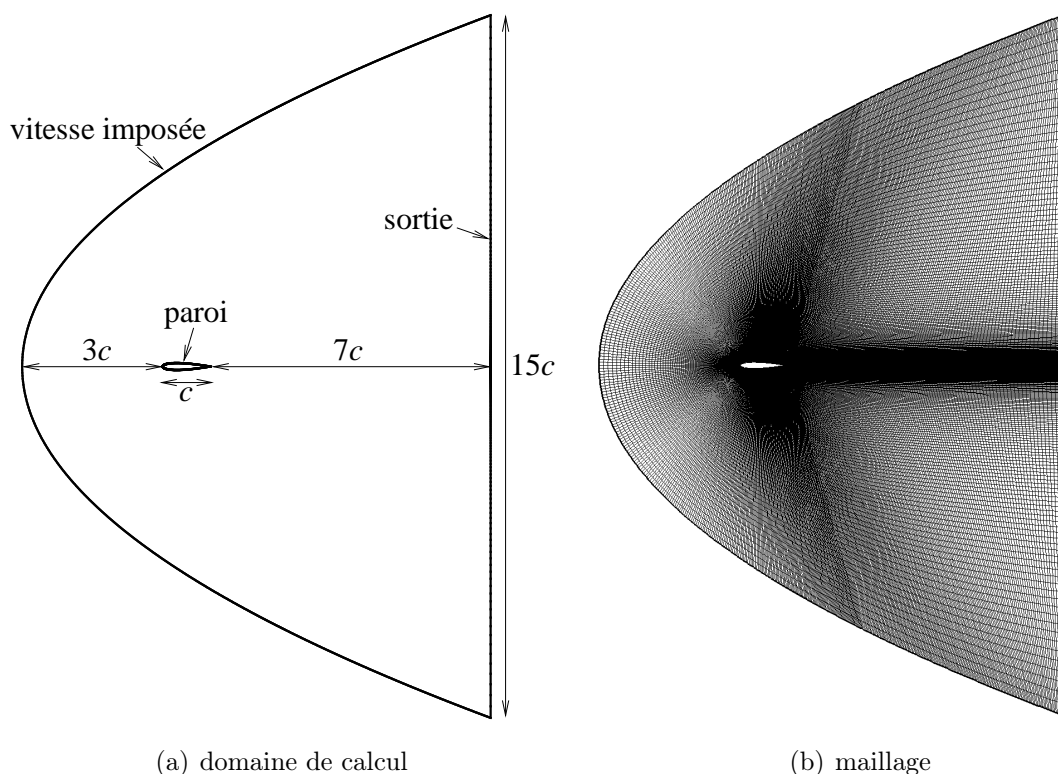 vitesse imposée
sortie
paroi
3c
7c
15c
c
(a) domaine de calcul
(b) maillage